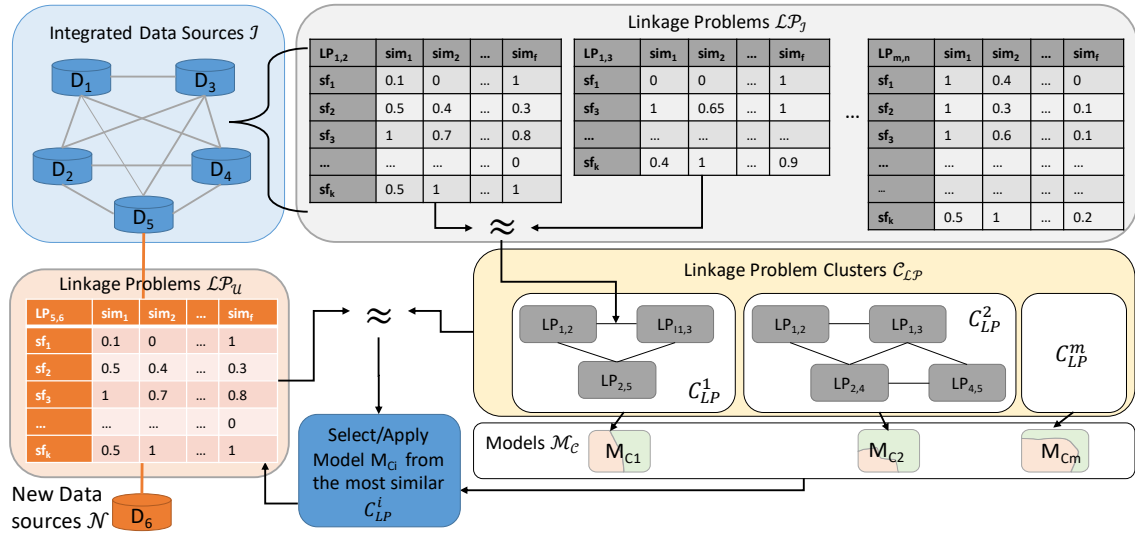 Integrated Data Sources ℐ
D1
D3
D2
D4
D5
Linkage Problems ℒ𝒫ℐ
LP1,2 sim1 sim2 ... simf
sf1 0.1 0 ... 1
sf2 0.5 0.4 ... 0.3
sf3 1 0.7 ... 0.8
... ... ... 0
sfk 0.5 1 ... 1
LP1,3 sim1 sim2 ... simf
sf1 0 0 ... 1
sf3 1 0.65 ... 1
... ... ... ...
sfk 0.4 1 ... 0.9
...
LPm,n sim1 sim2 ... simf
sf1 1 0.4 ... 0
sf2 1 0.3 ... 0.1
sf3 1 0.6 ... 0.1
... ... ... ... ...
... ... ... ... ...
sfk 0.5 1 ... 0.2
≈
Linkage Problems ℒ𝒫𝒰
LP5,6 sim1 sim2 ... simf
sf1 0.1 0 ... 1
sf2 0.5 0.4 ... 0.3
sf3 1 0.7 ... 0.8
... ... ... 0
sfk 0.5 1 ... 1
New Data
sources 𝒩
D6
≈
Linkage Problem Clusters 𝒞ℒ𝒫
LP1,2
LP11,3
LP2,5
C¹LP
LP1,2
LP1,3
LP2,4
LP4,5
C²LP
CᵐLP
Models ℳ𝒞
MC1
MC2
MCm
Select/Apply
Model MCi from
the most similar
CⁱLP